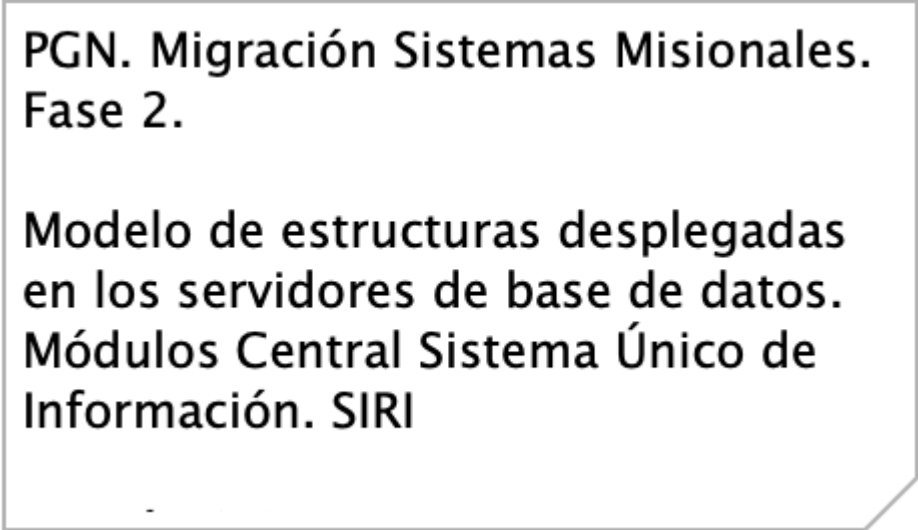 PGN. Migración Sistemas Misionales.
Fase 2.
Modelo de estructuras desplegadas
en los servidores de base de datos.
Módulos Central Sistema Único de
Información. SIRI